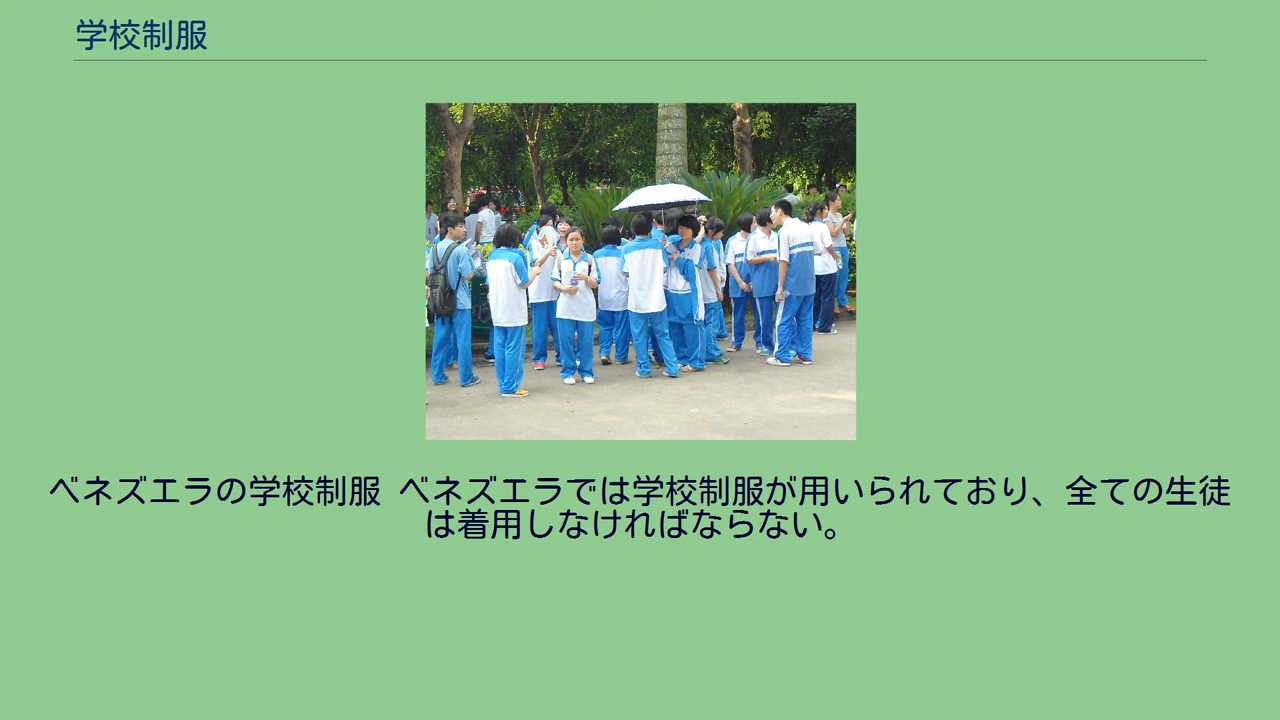 学校制服
ベネズエラの学校制服 ベネズエラでは学校制服が用いられており、全ての生徒
は着用しなければならない。